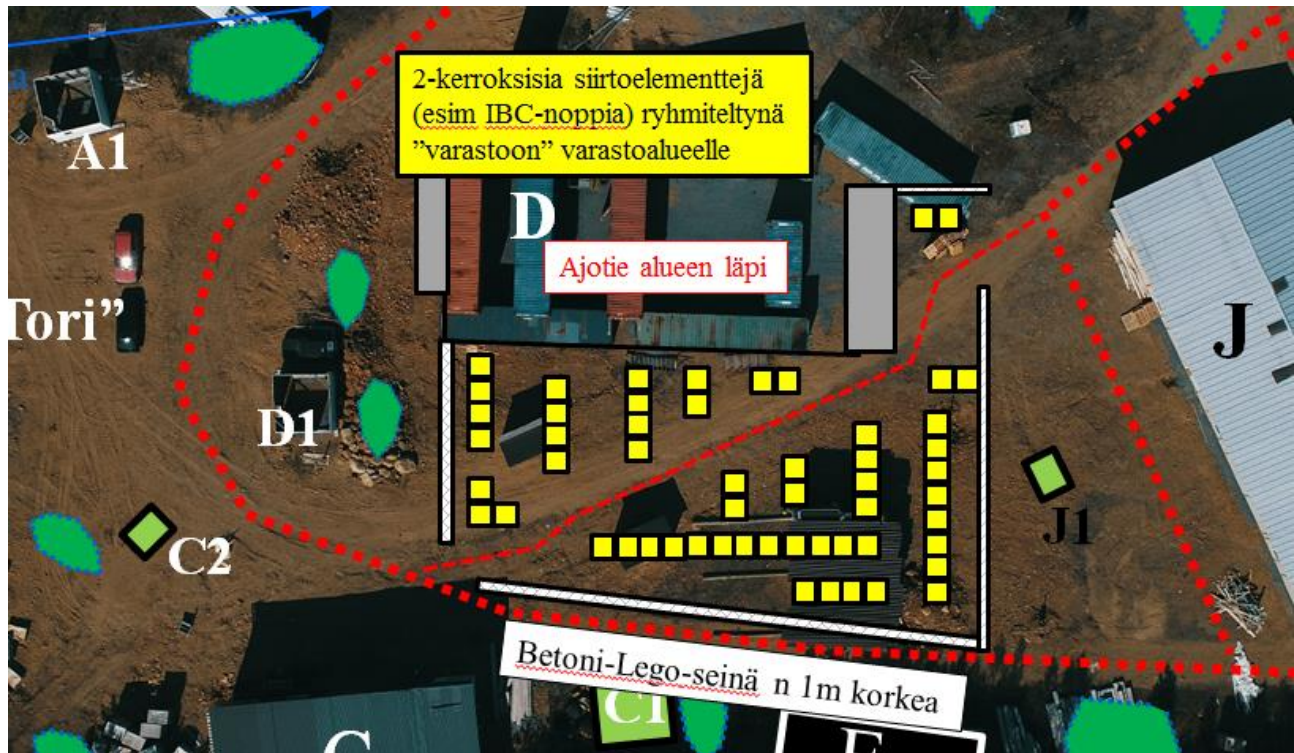 a
2-kerroksisia siirtoelementtejä
(esim IBC-noppia) ryhmiteltynä
”varastoon” varastoalueelle
A1
D
Ajotie alueen läpi
Tori”
J
D1
C2
J1
Betoni-Lego-seinä n 1m korkea
C1